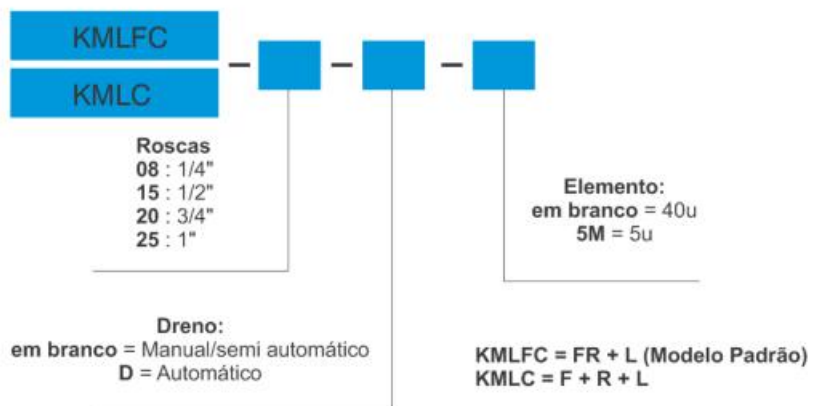 KMLFC
KMLC
Roscas
08 : 1/4"
15 : 1/2"
20 : 3/4"
25 : 1"
Elemento:
em branco = 40u
5M = 5u
Dreno:
em branco = Manual/semi automático
D = Automático
KMLFC = FR + L (Modelo Padrão)
KMLC = F + R + L